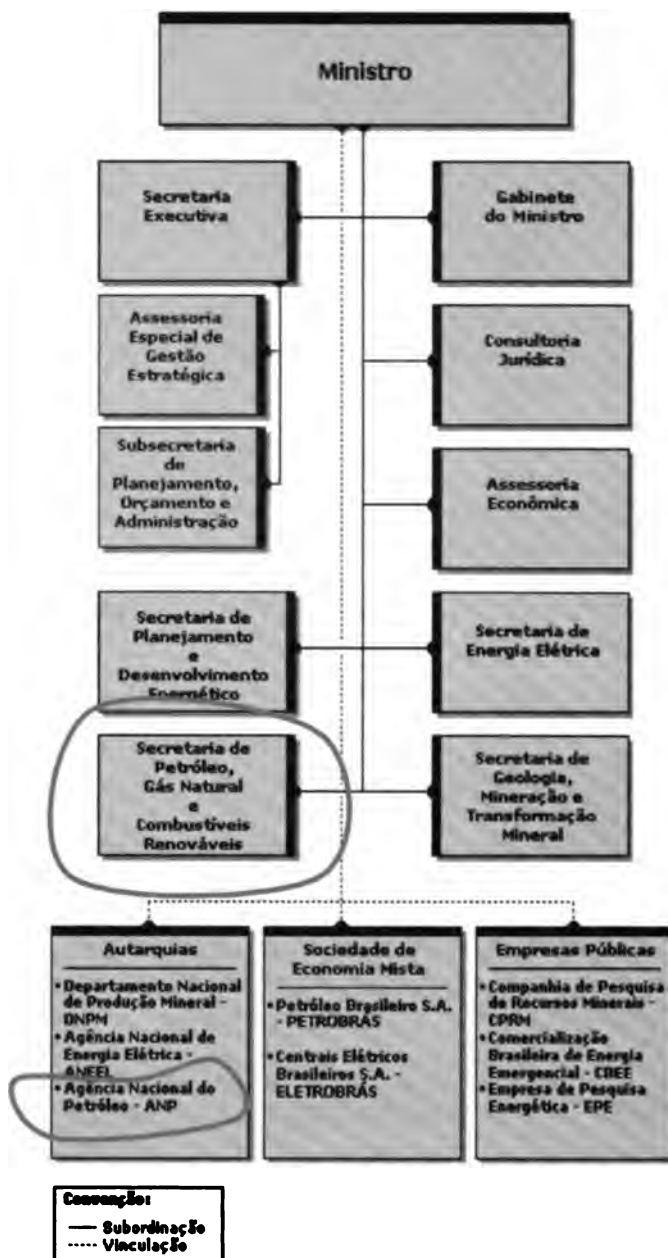 Ministro
Secretaria
Executiva
Gabinete
do Ministro
Assessoria
Especial de
Gestão
Estratégica
Consultoria
Jurídica
Subsecretaria
de
Planejamento,
Orçamento e
Administração
Assessoria
Econômica
Secretaria de
Planejamento
e
Desenvolvimento
Energético
Secretaria de
Energia Elétrica
Secretaria de
Petróleo,
Gás Natural
e
Combustíveis
Renováveis
Secretaria de
Geologia,
Mineração e
Transformação
Mineral
Autarquias
• Departamento Nacional
de Produção Mineral -
DNPM
• Agência Nacional de
Energia Elétrica -
ANEEL
• Agência Nacional do
Petróleo - ANP
Sociedade de
Economia Mista
• Petróleo Brasileiro S.A.
- PETROBRÁS
• Centrais Elétricos
Brasileiros S.A. -
ELETROBRÁS
Empresas Públicas
• Companhia de Pesquisa
de Recursos Minerais -
CPRM
• Comercialização
Brasileira de Energia
Emergencial - CBEE
• Empresa de Pesquisa
Energética - EPE
Convenção:
Subordinação
Vinculação